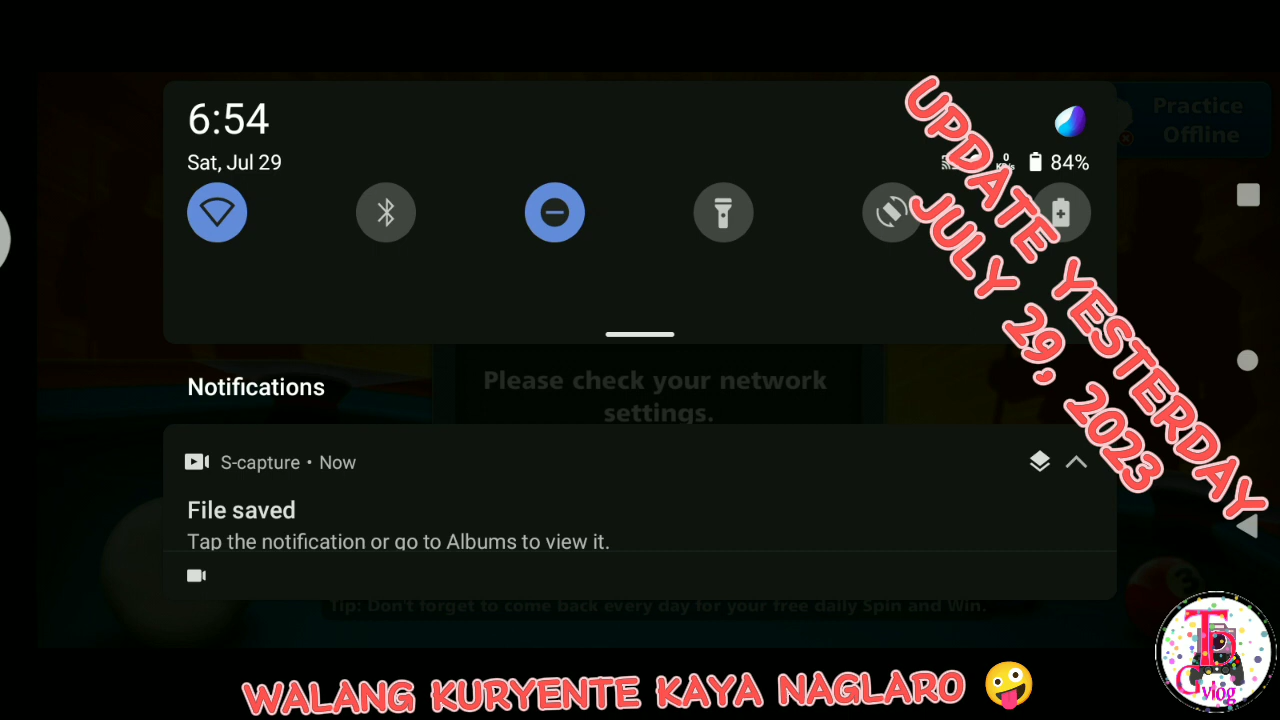 6:54
Sat, Jul 29
0
84%
Practice
Offline
UPDATE YESTERDAY
JULY 29, 2023
Notifications
Please check your network
settings.
S-capture • Now
File saved
Tap the notification or go to Albums to view it.
Tip: Don't forget to come back every day for your free daily Spin and Win.
WALANG KURYENTE KAYA NAGLARO 🤪
TDG
vlog